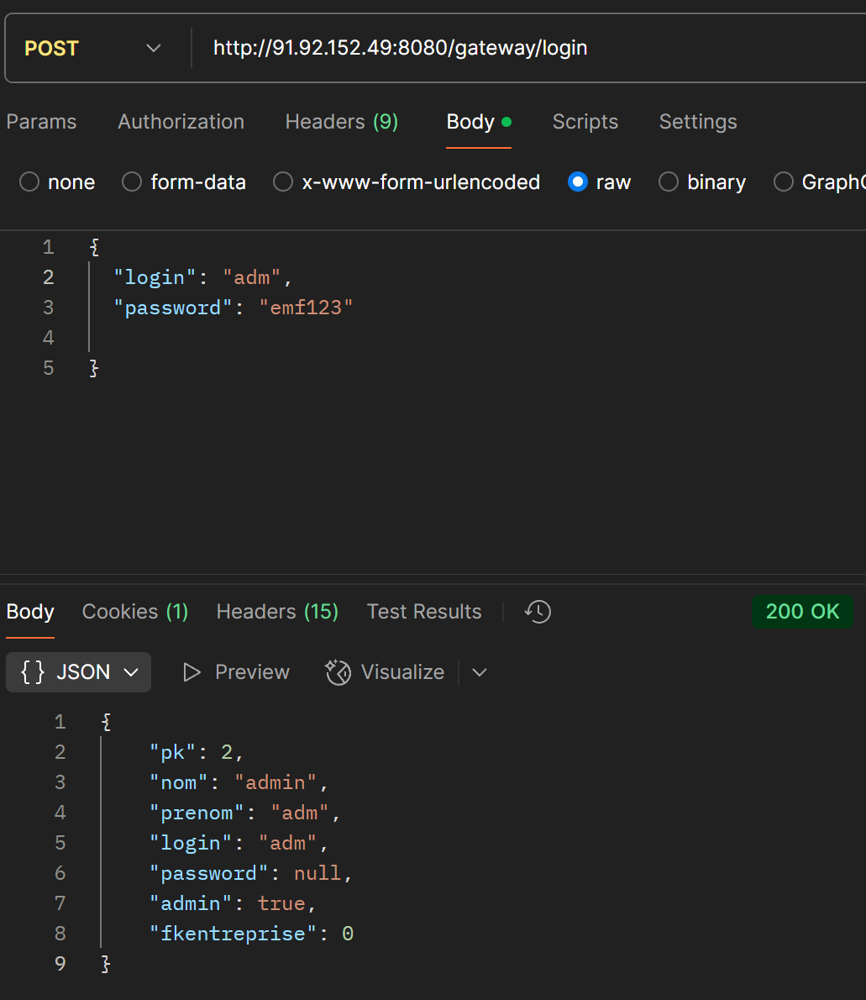 POST http://91.92.152.49:8080/gateway/login
Params Authorization Headers (9) Body Scripts Settings
none form-data x-www-form-urlencoded raw binary
1 {
2 "login": "adm",
3 "password": "emf123"
4
5 }
Body Cookies (1) Headers (15) Test Results 200 OK
{ } JSON Preview Visualize
1 {
2 "pk": 2,
3 "nom": "admin",
4 "prenom": "adm",
5 "login": "adm",
6 "password": null,
7 "admin": true,
8 "fkentreprise": 0
9 }